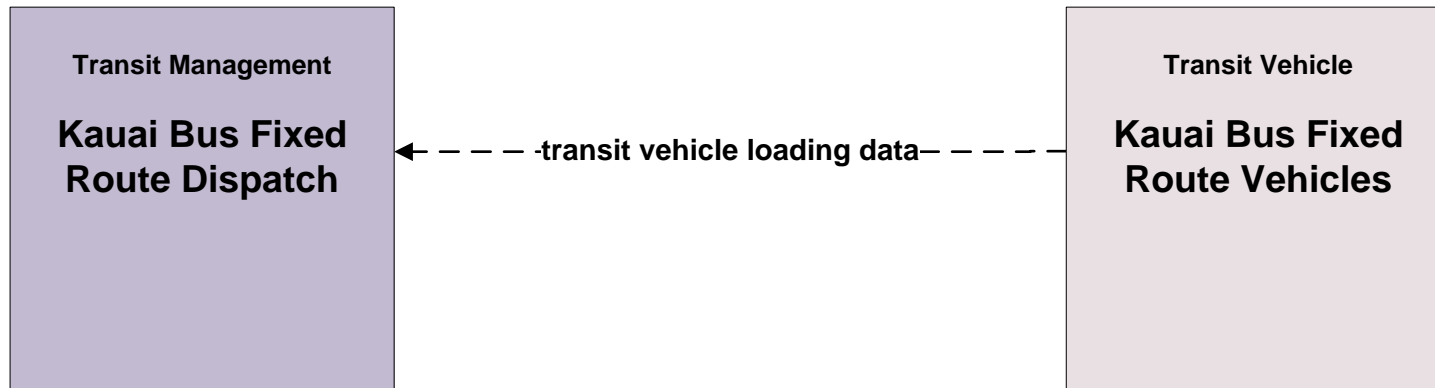 Transit Management
Kauai Bus Fixed
Route Dispatch
transit vehicle loading data
Transit Vehicle
Kauai Bus Fixed
Route Vehicles